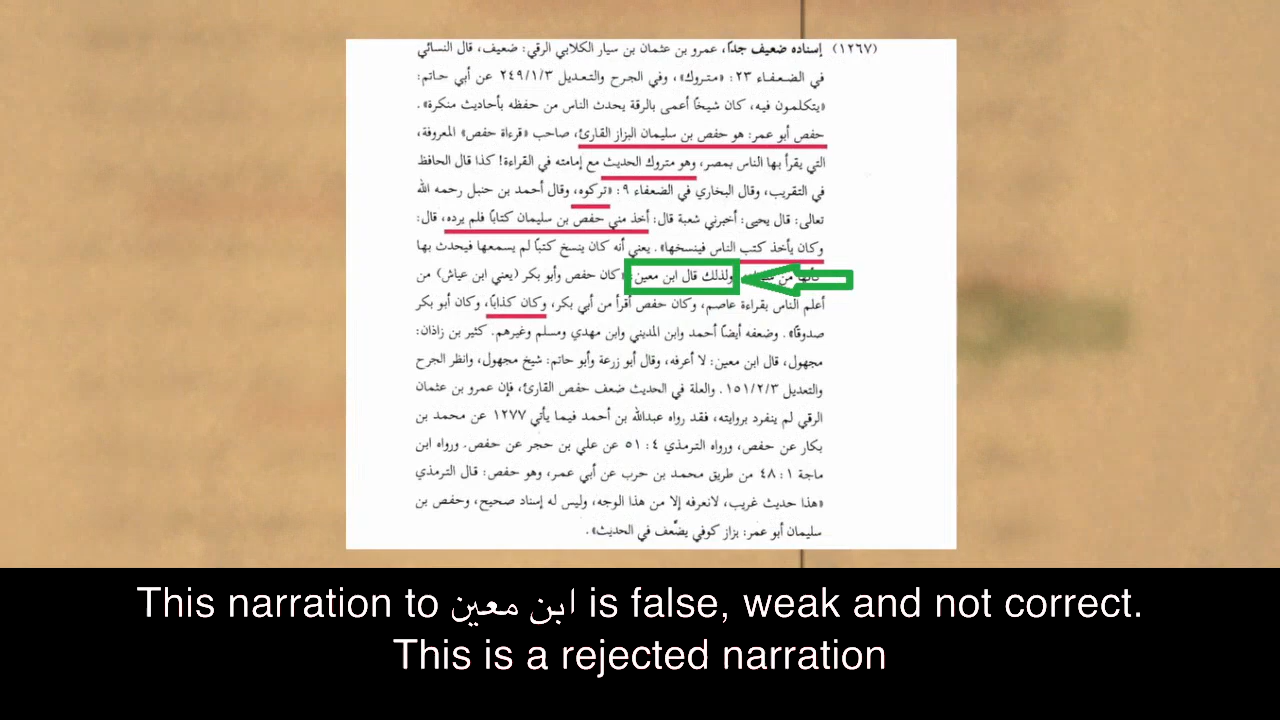 (١٢٦٧) إسناده ضعيف جدًا، عمرو بن عثمان بن سيار الكلابي الرقي: ضعيف، قال النسائي
في الضعفاء ٢٣: «متروك»، وفي الجرح والتعديل ٢٤٩/١/٣ عن أبي حاتم:
«يتكلمون فيه، كان شيخًا أعمى بالرقة يحدث الناس من حفظه بأحاديث منكرة».
حفص أبو عمر: هو حفص بن سليمان البزاز القارئ، صاحب «قرءاة حفص» المعروفة،
التي يقرأ بها الناس بمصر، وهو متروك الحديث مع إمامته في القراءة! كذا قال الحافظ
في التقريب، وقال البخاري في الضعفاء ٩: «تركوه، وقال أحمد بن حنبل رحمه الله
تعالى: قال يحيى: أخبرني شعبة قال: أخذ مني حفص بن سليمان كتابًا فلم يرده، قال:
وكان يأخذ كتب الناس فينسخها». يعني أنه كان ينسخ كتبًا لم يسمعها فيحدث بها
كأنها من ولذلك قال ابن معين: «كان حفص وأبو بكر (يعني ابن عياش) من
أعلم الناس بقراءة عاصم، وكان حفص أقرأ من أبي بكر، وكان كذابًا، وكان أبو بكر
صدوقًا». وضعفه أيضًا أحمد وابن المديني وابن مهدي ومسلم وغيرهم. كثير بن زاذان:
مجهول، قال ابن معين: لا أعرفه، وقال أبو زرعة وأبو حاتم: شيخ مجهول، وانظر الجرح
والتعديل ١٥١/٢/٣. والعلة في الحديث ضعف حفص القارئ، فإن عمرو بن عثمان
الرقي لم ينفرد بروايته، فقد رواه عبدالله بن أحمد فيما يأتي ١٢٧٧ عن محمد بن
بكار عن حفص، ورواه الترمذي ٤: ٥١ عن علي بن حجر عن حفص. ورواه ابن
ماجة ١: ٤٨ من طريق محمد بن حرب عن أبي عمر، وهو حفص: قال الترمذي
«هذا حديث غريب، لانعرفه إلا من هذا الوجه، وليس له إسناد صحيح، وحفص بن
سليمان أبو عمر: بزاز كوفي يضعَّف في الحديث».
This narration to ابن معين is false, weak and not correct.
This is a rejected narration